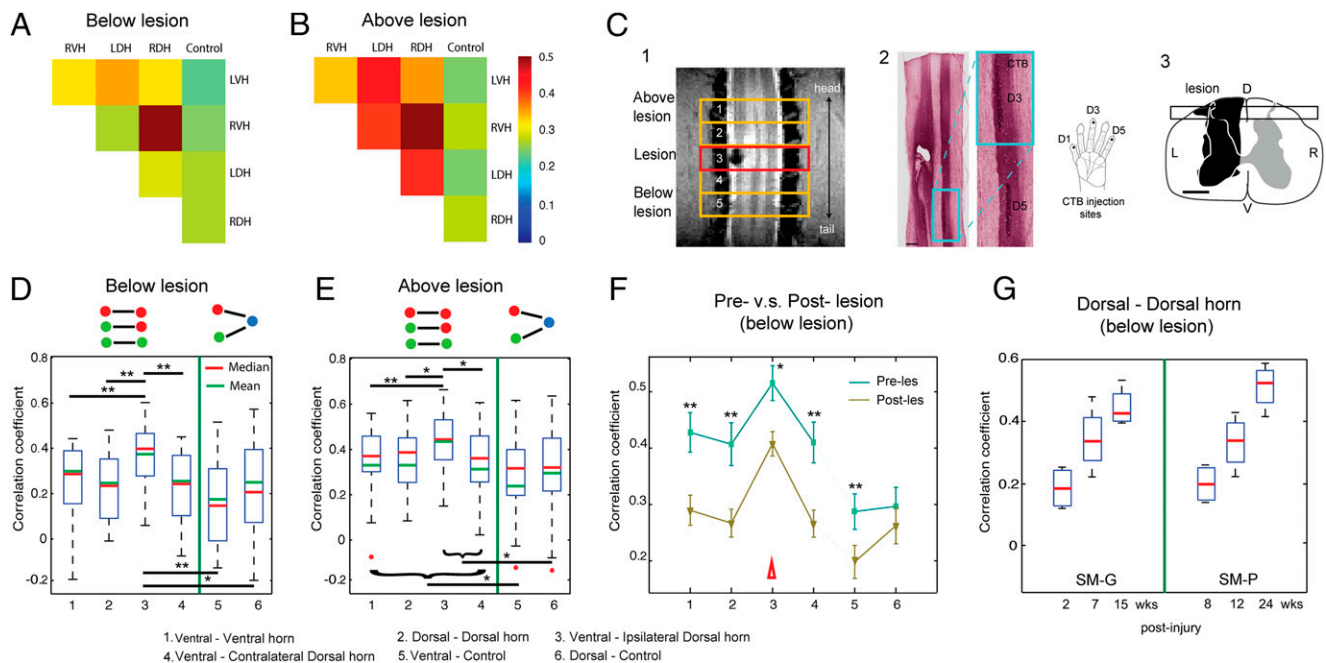 A
Below lesion
RVH LDH RDH Control
LVH
RVH
LDH
RDH
B
Above lesion
RVH LDH RDH Control
LVH
RVH
LDH
RDH
0.5
0.4
0.3
0.2
0.1
0
C
1
Above lesion
Lesion
Below lesion
1
2
3
4
5
head
tail
2
CTB
D3
D5
D1
D3
D5
CTB injection sites
3
lesion
D
L
R
V
D
Below lesion
Correlation coefficient
0.8
0.6
0.4
0.2
0
-0.2
Median
Mean
**
**
**
**
*
1 2 3 4 5 6
E
Above lesion
Correlation coefficient
0.8
0.6
0.4
0.2
0
-0.2
**
*
*
*
*
1 2 3 4 5 6
1. Ventral - Ventral horn
2. Dorsal - Dorsal horn
3. Ventral - Ipsilateral Dorsal horn
4. Ventral - Contralateral Dorsal horn
5. Ventral - Control
6. Dorsal - Control
F
Pre- v.s. Post- lesion
(below lesion)
Correlation coefficient
0.5
0.4
0.3
0.2
Pre-les
Post-les
** ** * ** **
1 2 3 4 5 6
G
Dorsal - Dorsal horn
(below lesion)
Correlation coefficient
0.6
0.4
0.2
0
SM-G
SM-P
2 7 15 wks 8 12 24 wks
post-injury